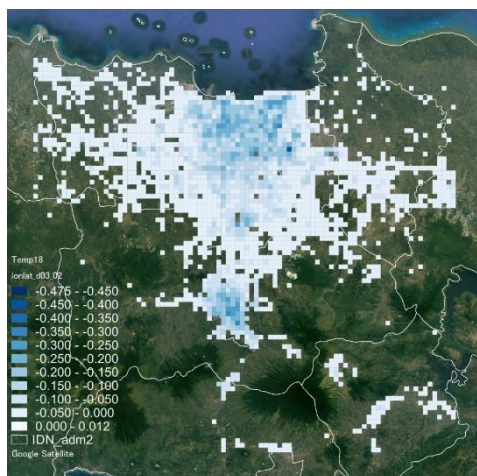 Temp18
lonlat_d03_02
-0.475 - -0.450
-0.450 - -0.400
-0.400 - -0.350
-0.350 - -0.300
-0.300 - -0.250
-0.250 - -0.200
-0.200 - -0.150
-0.150 - -0.100
-0.100 - -0.050
-0.050 - 0.000
0.000 - 0.012
IDN_adm2
Google Satellite